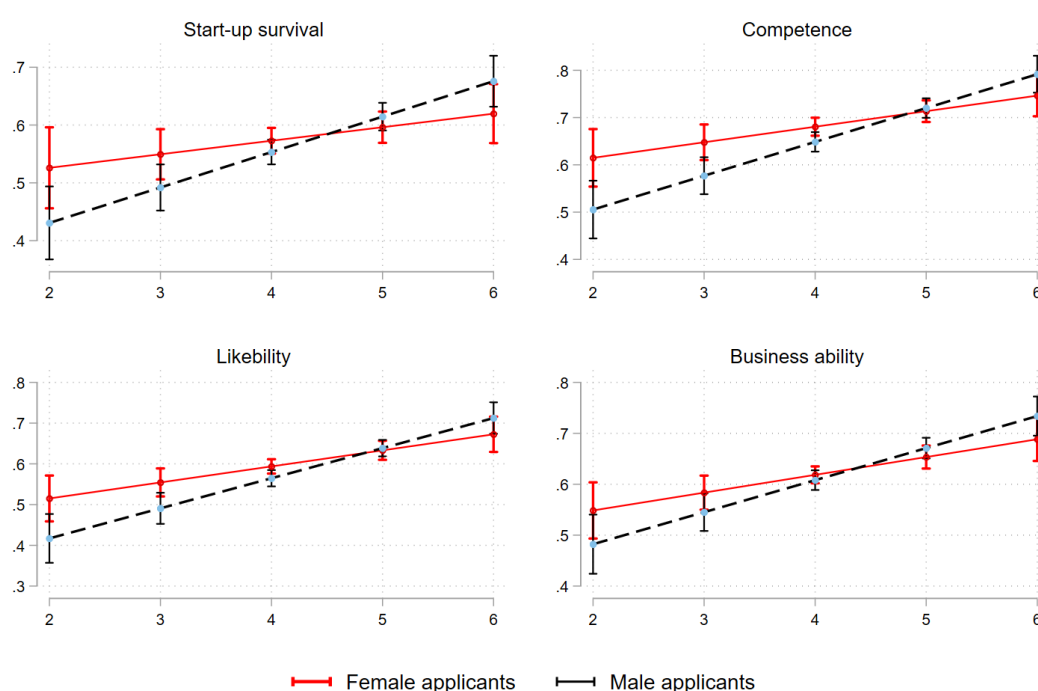 Start-up survival
Competence
.7
.6
.5
.4
2 3 4 5 6
.8
.7
.6
.5
.4
2 3 4 5 6
Likebility
Business ability
.8
.7
.6
.5
.4
.3
2 3 4 5 6
.8
.7
.6
.5
.4
2 3 4 5 6
Female applicants
Male applicants